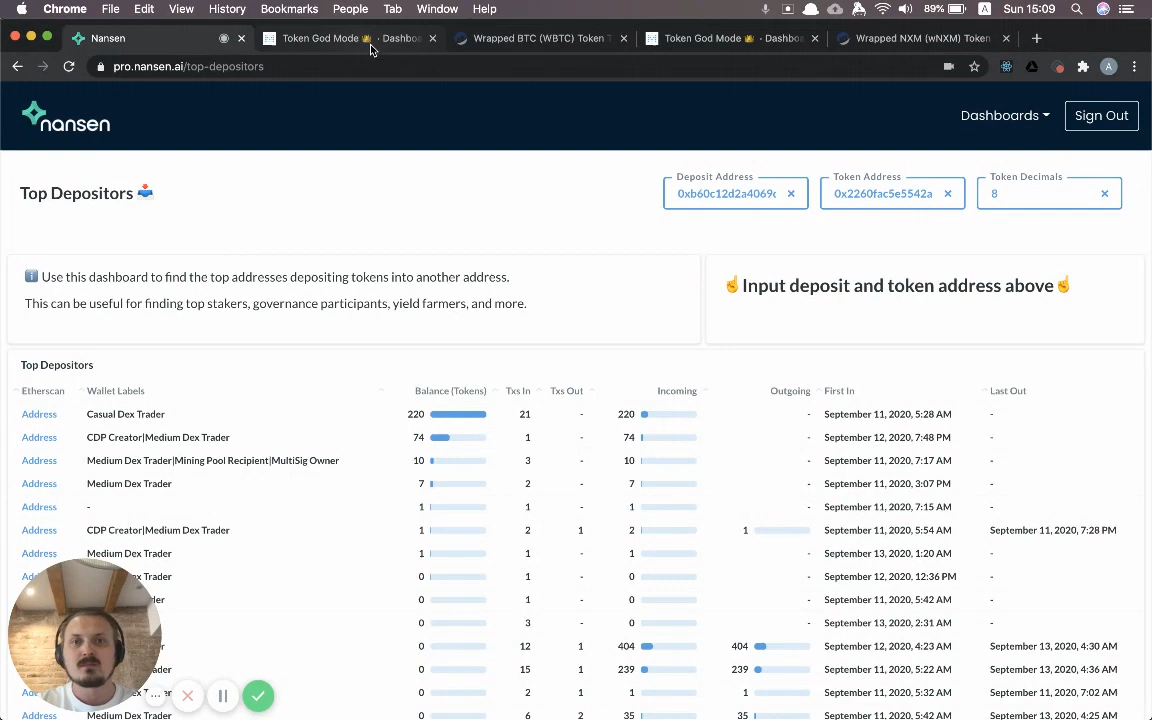 Chrome File Edit View History Bookmarks People Tab Window Help 89% A Sun 15:09
Nansen Token God Mode 👑 · Dashbo Wrapped BTC (WBTC) Token T Token God Mode 👑 · Dashbo Wrapped NXM (wNXM) Token
pro.nansen.ai/top-depositors A
nansen Dashboards Sign Out
Top Depositors 📥
Deposit Address Token Address Token Decimals
0xb60c12d2a4069 0x2260fac5e5542a 8
ℹ️ Use this dashboard to find the top addresses depositing tokens into another address.
This can be useful for finding top stakers, governance participants, yield farmers, and more.
☝️Input deposit and token address above☝️
Top Depositors
Etherscan Wallet Labels Balance (Tokens) Txs In Txs Out Incoming Outgoing First In Last Out
Address Casual Dex Trader 220 21 - 220 - September 11, 2020, 5:28 AM -
Address CDP Creator|Medium Dex Trader 74 1 - 74 - September 12, 2020, 7:48 PM -
Address Medium Dex Trader|Mining Pool Recipient|MultiSig Owner 10 3 - 10 - September 11, 2020, 7:17 AM -
Address Medium Dex Trader 7 2 - 7 - September 11, 2020, 3:07 PM -
Address - 1 1 - 1 - September 11, 2020, 7:15 AM -
Address CDP Creator|Medium Dex Trader 1 2 1 2 1 September 11, 2020, 5:54 AM September 11, 2020, 7:28 PM
Address Medium Dex Trader 1 1 - 1 - September 13, 2020, 1:20 AM -
Ad ex Trader 0 1 - 0 - September 12, 2020, 12:36 PM -
der 0 1 - 0 - September 11, 2020, 5:42 AM -
0 3 - 0 - September 13, 2020, 2:31 AM -
er 0 12 1 404 404 September 12, 2020, 4:23 AM September 13, 2020, 4:30 AM
der 0 15 1 239 239 September 11, 2020, 5:22 AM September 13, 2020, 4:36 AM
Trader 0 2 1 1 1 September 11, 2020, 5:32 AM September 11, 2020, 7:02 AM
Address Medium Dex Trader 0 6 2 35 35 September 11, 2020, 5:42 AM September 13, 2020, 4:25 AM